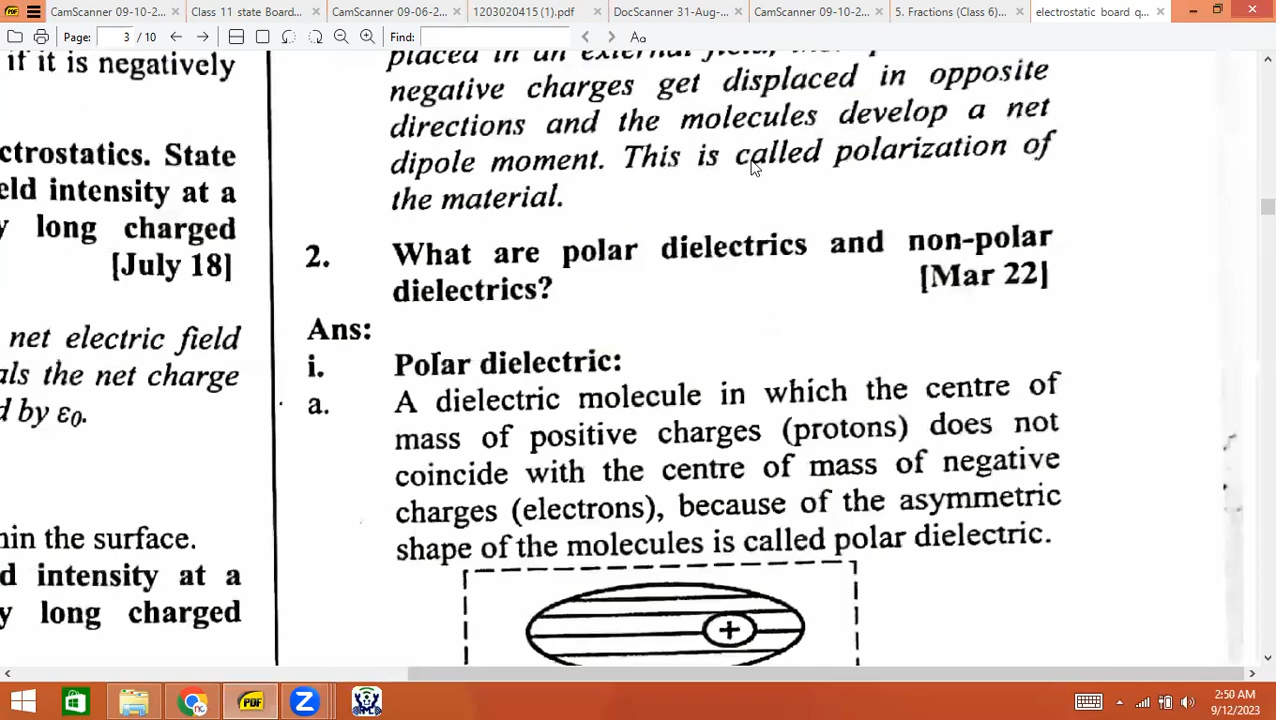 CamScanner 09-10-2...
Class 11 state Board...
CamScanner 09-06-2...
1203020415 (1).pdf
DocScanner 31-Aug-...
CamScanner 09-10-2...
5. Fractions (Class 6)...
electrostatic board q...
Page: 3 / 10
Find:
if it is negatively
ctrostatics. State
eld intensity at a
y long charged
[July 18]
net electric field
als the net charge
d by ε0.
hin the surface.
d intensity at a
y long charged
placed in an external field,
negative charges get displaced in opposite
directions and the molecules develop a net
dipole moment. This is called polarization of
the material.
2. What are polar dielectrics and non-polar
dielectrics? [Mar 22]
Ans:
i. Polar dielectric:
a. A dielectric molecule in which the centre of
mass of positive charges (protons) does not
coincide with the centre of mass of negative
charges (electrons), because of the asymmetric
shape of the molecules is called polar dielectric.
+
2:50 AM
9/12/2023